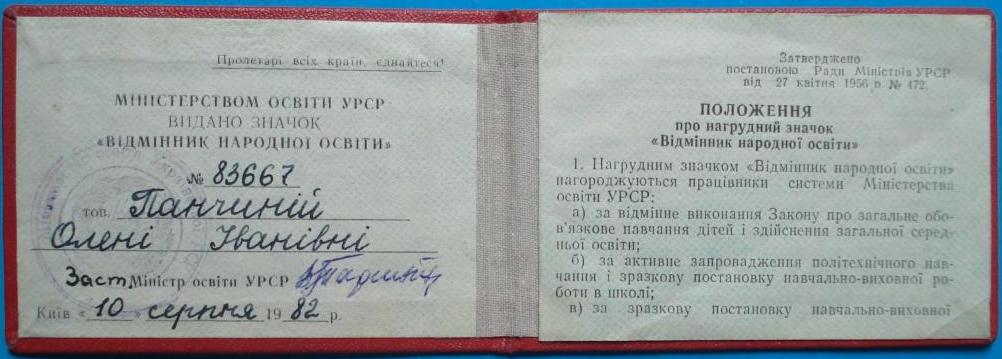 Пролетарі всіх країн, єднайтеся!
МІНІСТЕРСТВОМ ОСВІТИ УРСР
ВИДАНО ЗНАЧОК
«ВІДМІННИК НАРОДНОЇ ОСВІТИ»
№ 83667
тов. Панчиній
Олені Іванівні
Заст. Міністр освіти УРСР
Київ «10» серпня 1982 р.
Затверджено
постановою Ради Міністрів УРСР
від 27 квітня 1956 р. № 472.
ПОЛОЖЕННЯ
про нагрудний значок
«Відмінник народної освіти»
1. Нагрудним значком «Відмінник народної освіти»
нагороджуються працівники системи Міністерства
освіти УРСР:
а) за відмінне виконання Закону про загальне обо-
в'язкове навчання дітей і здійснення загальної серед-
ньої освіти;
б) за активне запровадження політехнічного нав-
чання і зразкову постановку навчально-виховної ро-
боти в школі;
в) за зразкову постановку навчально-виховної